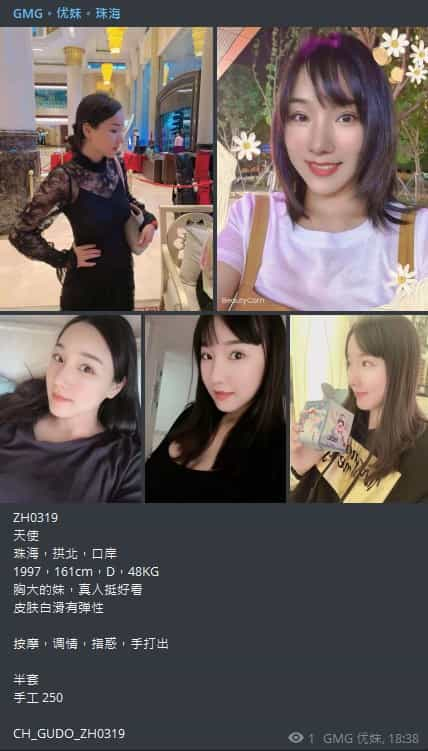 GMG • 优妹 • 珠海
BeautyCam
ZH0319
天使
珠海，拱北，口岸
1997，161cm，D，48KG
胸大的妹，真人挺好看
皮肤白滑有弹性
按摩，调情，指惑，手打出
半套
手工 250
CH_GUDO_ZH0319
1 GMG 优妹, 18:38